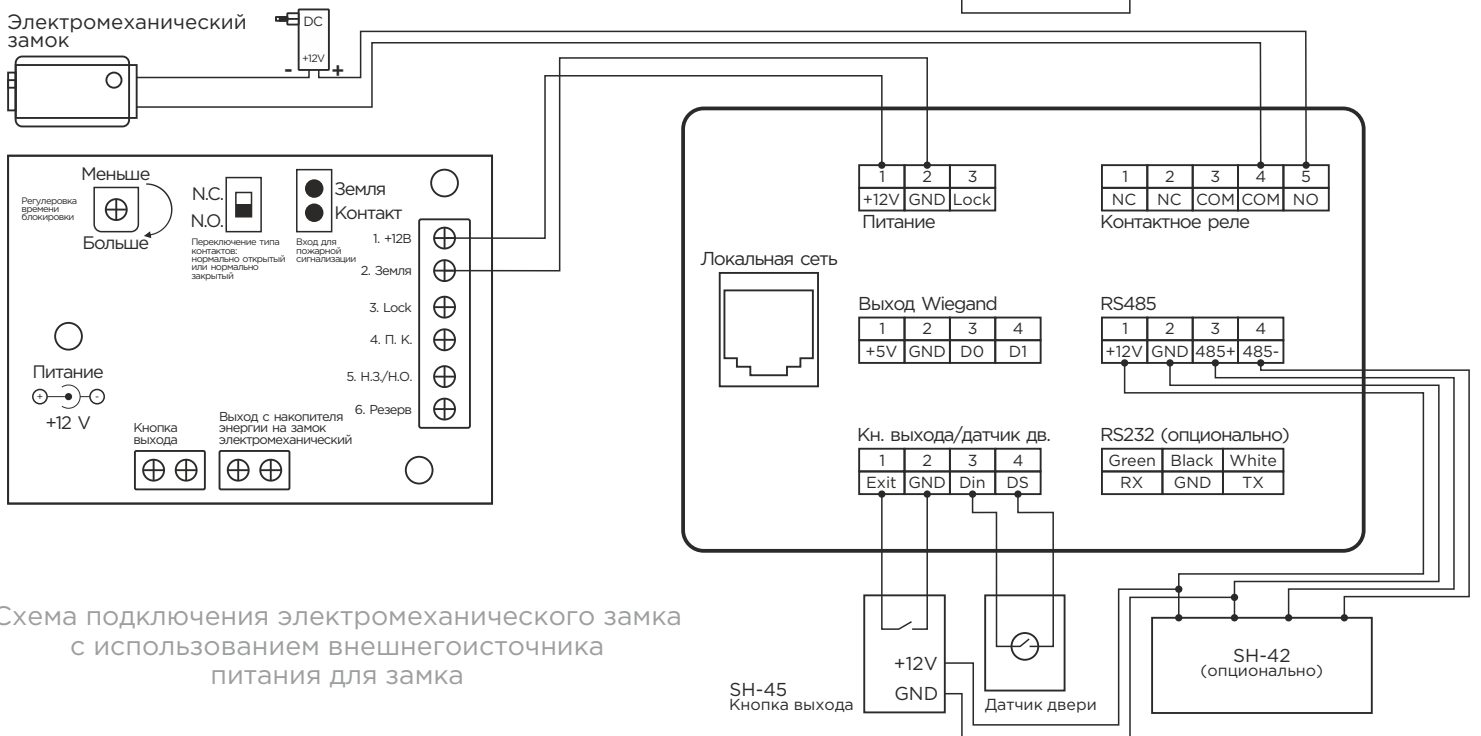 Электромеханический
замок
DC
+12V
- +
Меньше
Регулеровка
времени
блокировки
Больше
N.C.
N.O.
Переключение типа
контактов:
нормально открытый
или нормально
закрытый
Земля
Контакт
Вход для
пожарной
сигнализации
1. +12В
2. Земля
3. Lock
4. П. К.
5. Н.З./Н.О.
6. Резерв
Питание
+ -
+12 V
Кнопка
выхода
Выход с накопителя
энергии на замок
электромеханический
1 2 3
+12V GND Lock
Питание
1 2 3 4 5
NC NC COM COM NO
Контактное реле
Локальная сеть
Выход Wiegand
1 2 3 4
+5V GND D0 D1
RS485
1 2 3 4
+12V GND 485+ 485-
Кн. выхода/датчик дв.
1 2 3 4
Exit GND Din DS
RS232 (опционально)
Green Black White
RX GND TX
+12V
GND
SH-45
Кнопка выхода
Датчик двери
SH-42
(опционально)
Схема подключения электромеханического замка
с использованием внешнегоисточника
питания для замка